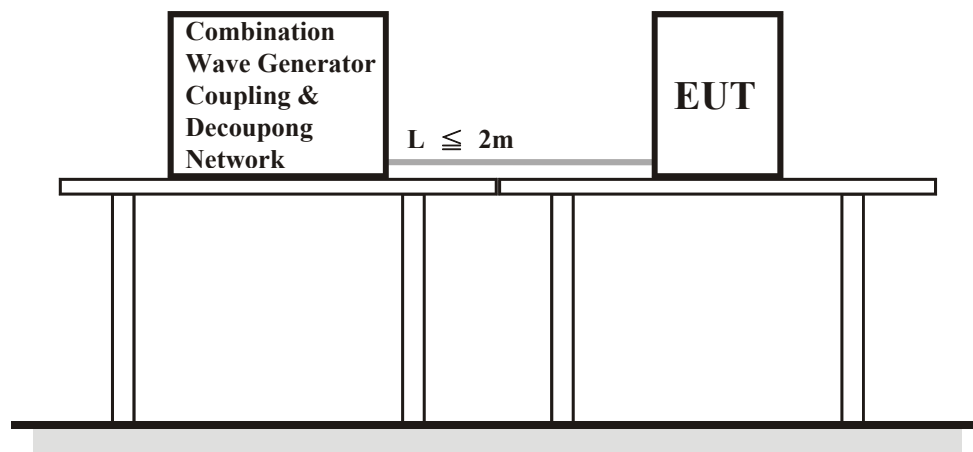 Combination
Wave Generator
Coupling &
Decoupong
Network
L ≦ 2m
EUT